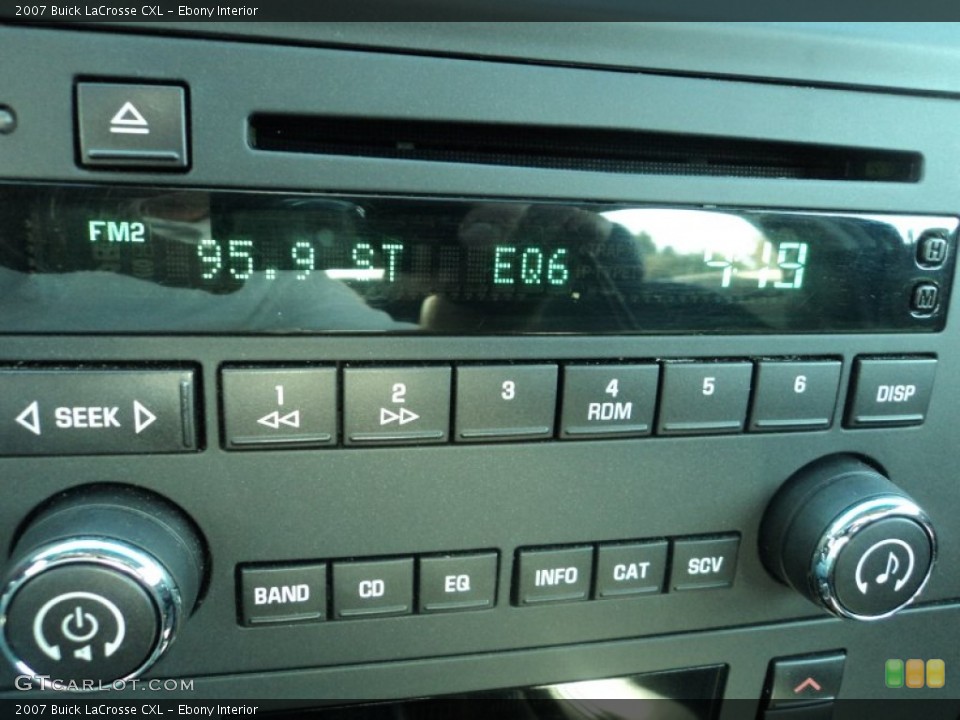 2007 Buick LaCrosse CXL - Ebony Interior
FM2 95.9 ST EQ6
H
M
SEEK 1 2 3 4 5 6 DISP
RDM
BAND CD EQ INFO CAT SCV
GTCARLOT.COM
2007 Buick LaCrosse CXL - Ebony Interior